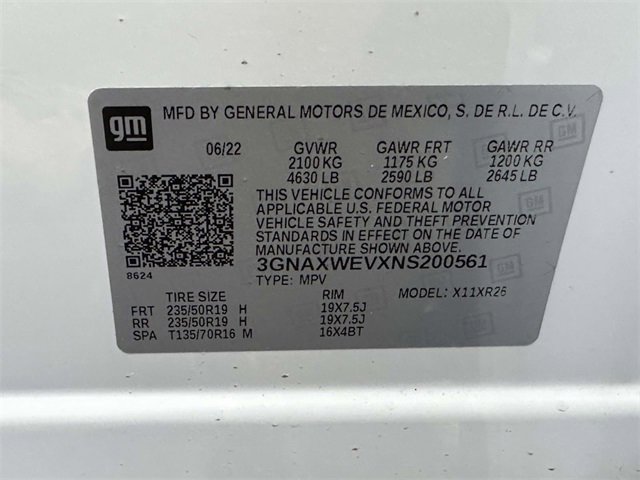 gm
MFD BY GENERAL MOTORS DE MEXICO, S. DE R.L. DE C.V.
06/22 GVWR GAWR FRT GAWR RR
2100 KG 1175 KG 1200 KG
4630 LB 2590 LB 2645 LB
THIS VEHICLE CONFORMS TO ALL
APPLICABLE U.S. FEDERAL MOTOR
VEHICLE SAFETY AND THEFT PREVENTION
STANDARDS IN EFFECT ON THE DATE OF
MANUFACTURE SHOWN ABOVE.
8624
3GNAXWEVXNS200561
TYPE: MPV MODEL: X11XR26
TIRE SIZE RIM
FRT 235/50R19 H 19X7.5J
RR 235/50R19 H 19X7.5J
SPA T135/70R16 M 16X4BT